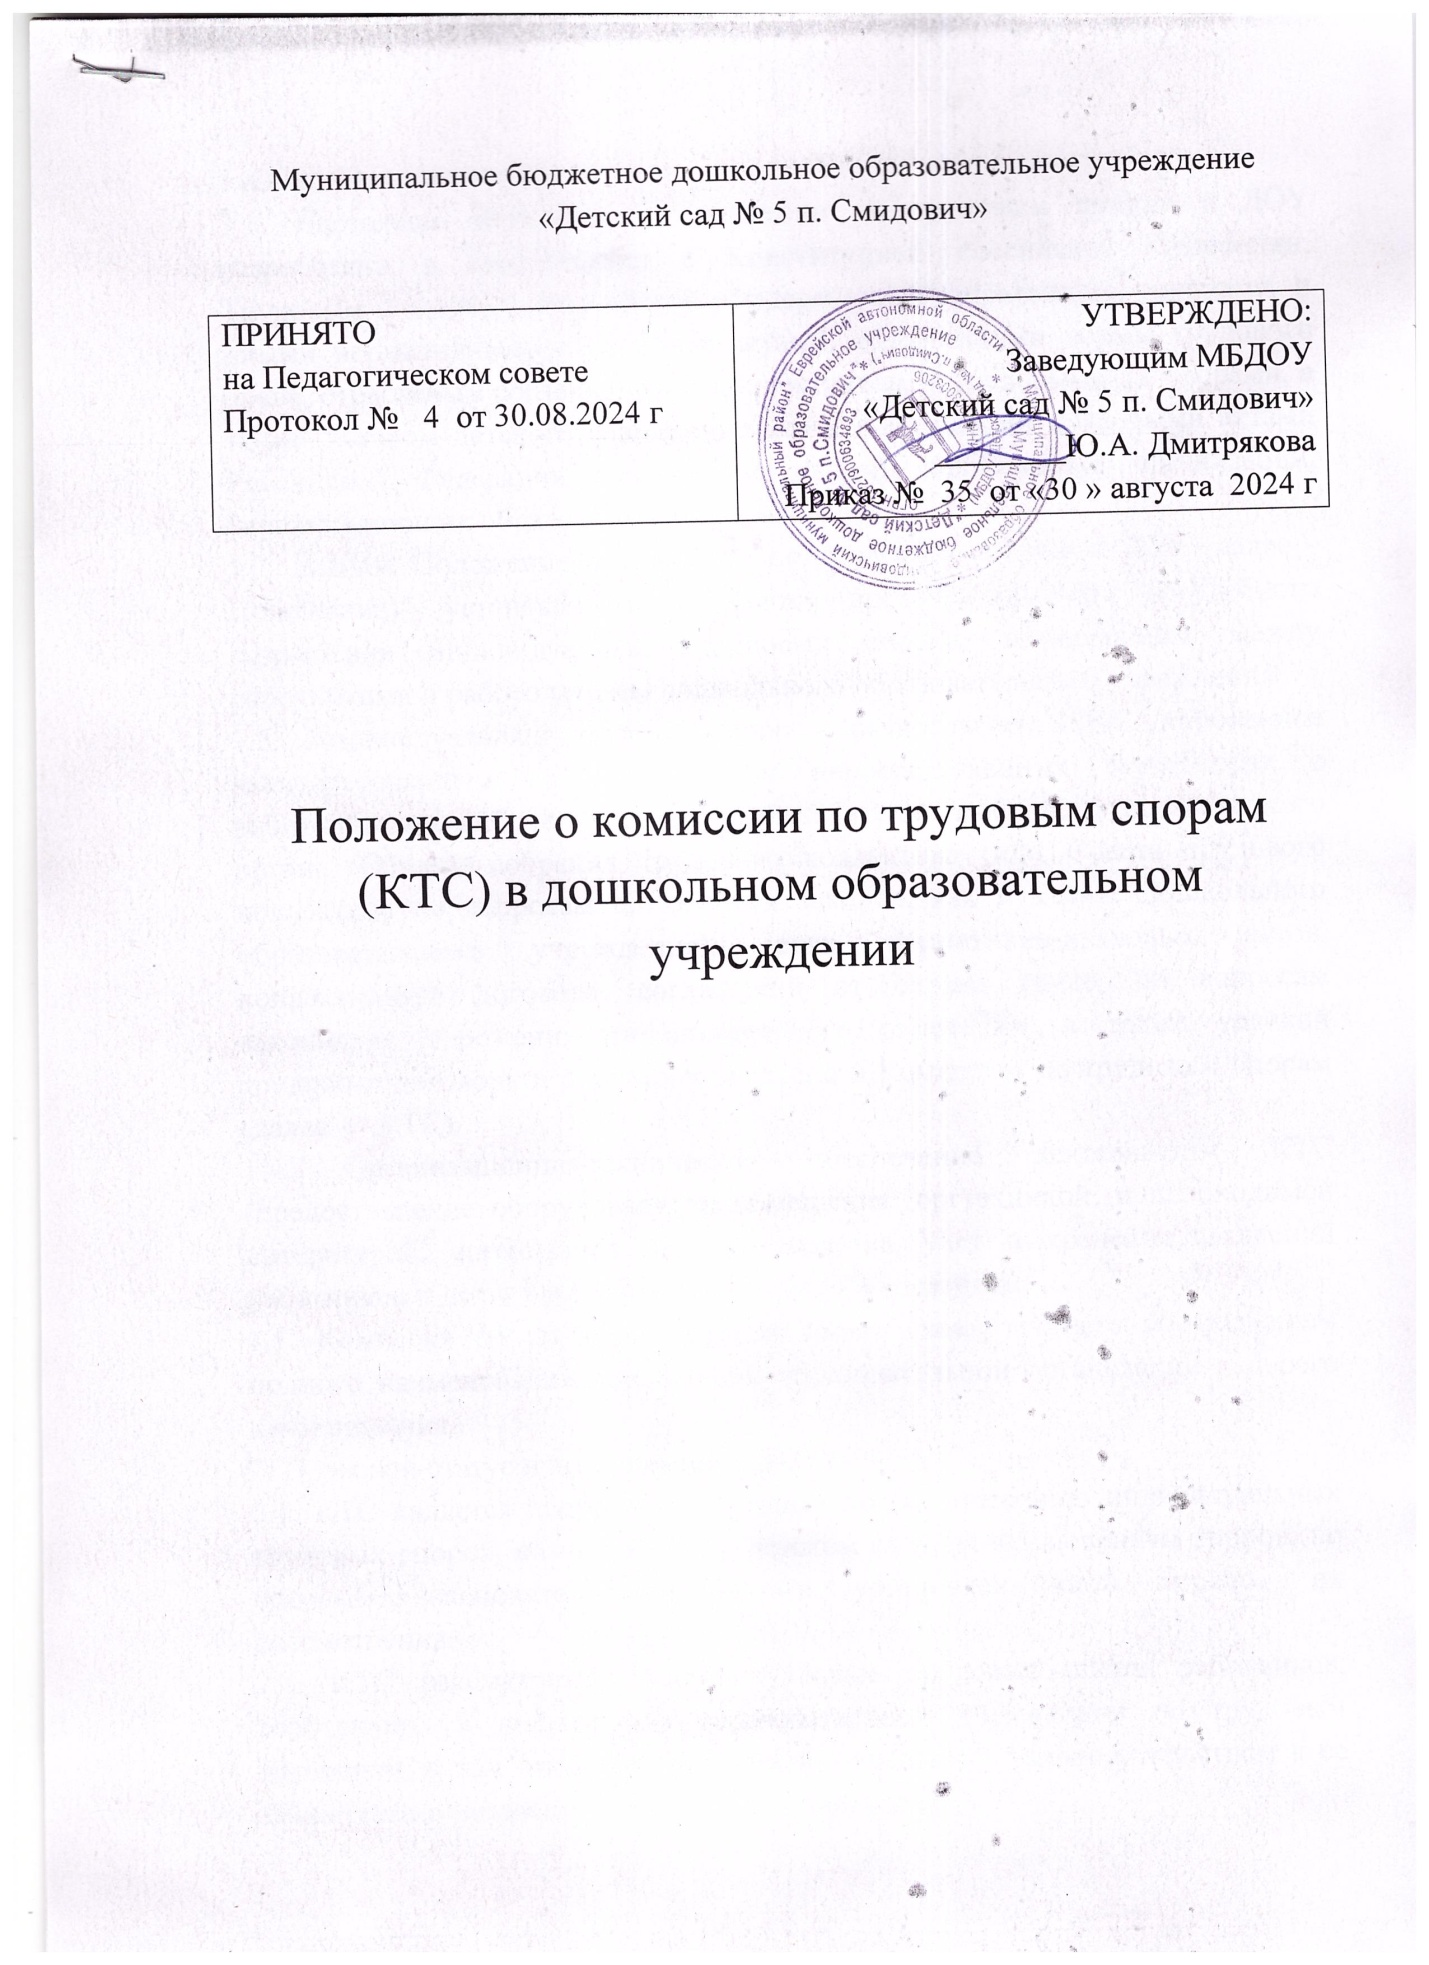 Муниципальное бюджетное дошкольное образовательное учреждение
«Детский сад № 5 п. Смидович»
ПРИНЯТО
на Педагогическом совете
Протокол № 4 от 30.08.2024 г
УТВЕРЖДЕНО:
Заведующим МБДОУ
«Детский сад № 5 п. Смидович»
Ю.А. Дмитрякова
Приказ № 35 от «30 » августа 2024 г
Положение о комиссии по трудовым спорам
(КТС) в дошкольном образовательном
учреждении